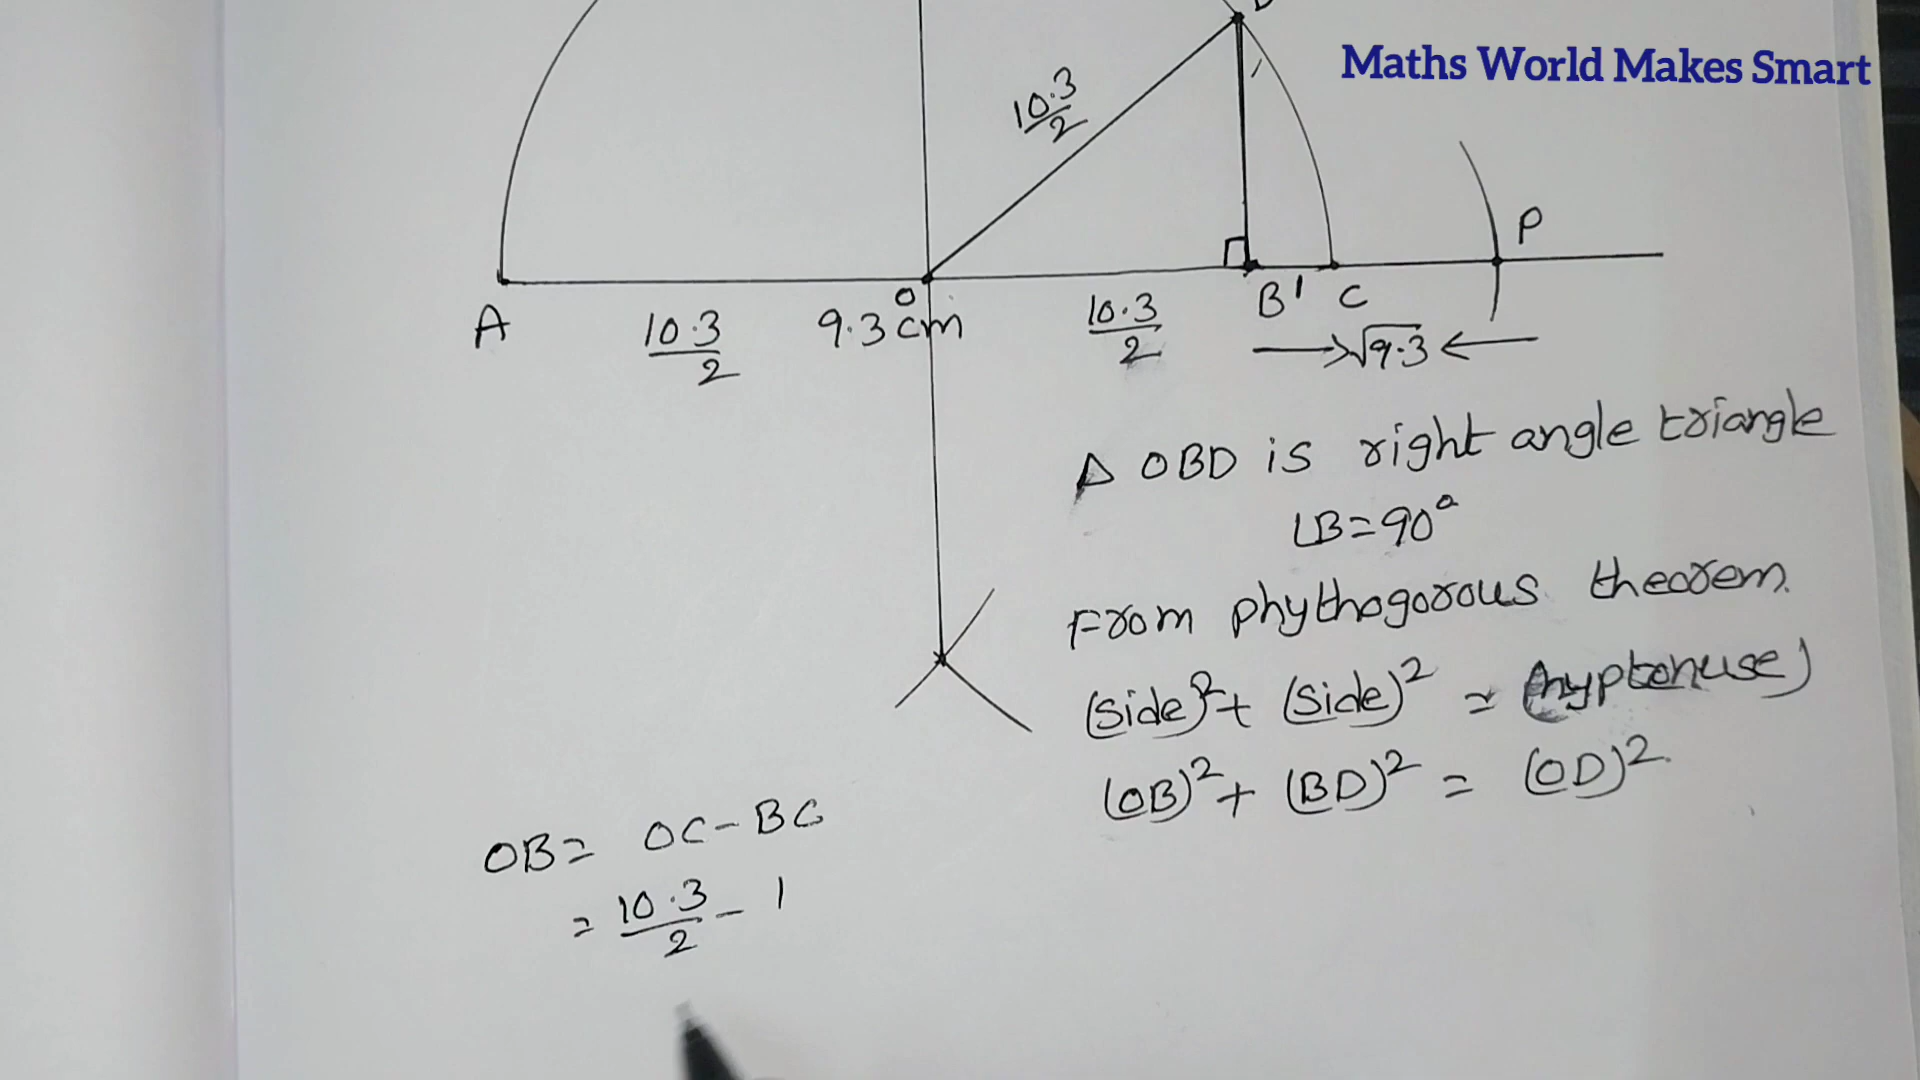 Maths World Makes Smart
10.3
2
P
A
10.3
2
9.3 cm
O
10.3
2
B 1 C
√9.3
Δ OBD is right angle triangle
∟B = 90°
From phythogorous theorem.
(side)² + (side)² = (hyptenuse)
(OB)² + (BD)² = (OD)².
OB = OC - BC
= 10.3 - 1
2